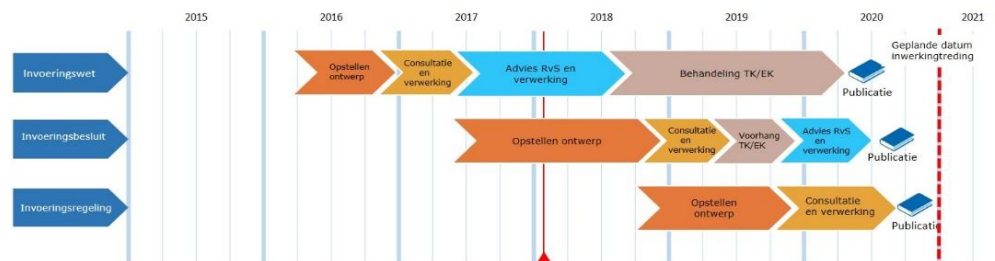 2015 2016 2017 2018 2019 2020 2021
Geplande datum
inwerkingtreding
Invoeringswet
Opstellen
ontwerp
Consultatie
en
verwerking
Advies RvS en
verwerking
Behandeling TK/EK
Publicatie
Invoeringsbesluit
Opstellen ontwerp
Consultatie
en
verwerking
Voorhang
TK/EK
Advies RvS
en
verwerking
Publicatie
Invoeringsregeling
Opstellen
ontwerp
Consultatie
en verwerking
Publicatie